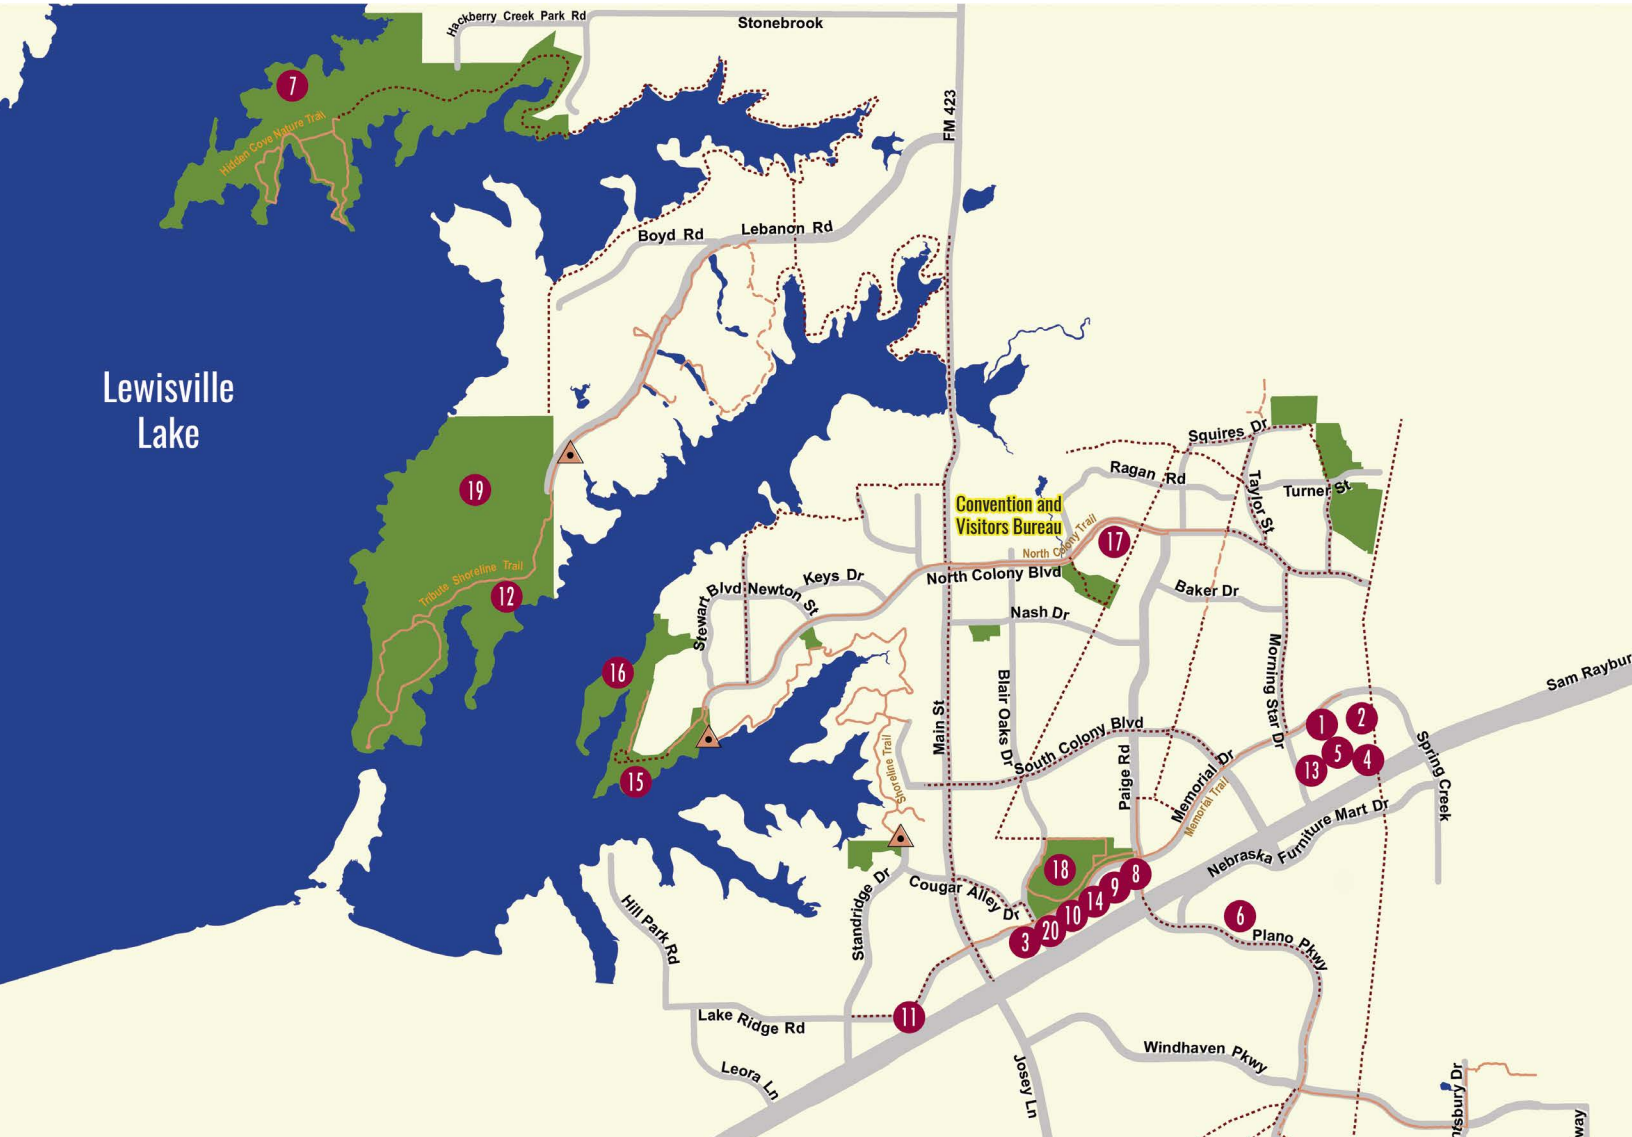 Hackberry Creek Park Rd
Stonebrook
7
FM 423
Hidden Cove Nature Trail
Boyd Rd
Lebanon Rd
Lewisville
Lake
Squires Dr
Ragan Rd
Taylor St
Turner St
19
Convention and
Visitors Bureau
North Colony Trail
17
Tribute Shoreline Trail
12
North Colony Blvd
Keys Dr
Stewart Blvd
Newton St
Baker Dr
Nash Dr
Morning Star Dr
16
Sam Raybur
Main St
Blair Oaks Dr
South Colony Blvd
Paige Rd
1
2
5
4
13
Spring Creek
Shoreline Trail
15
Memorial Dr
Memorial Trail
Nebraska Furniture Mart Dr
18
8
9
14
10
20
3
6
Cougar Alley Dr
Standridge Dr
Hill Park Rd
Plano Pkwy
11
Lake Ridge Rd
Leora Ln
Josey Ln
Windhaven Pkwy
ntsbury Dr
way